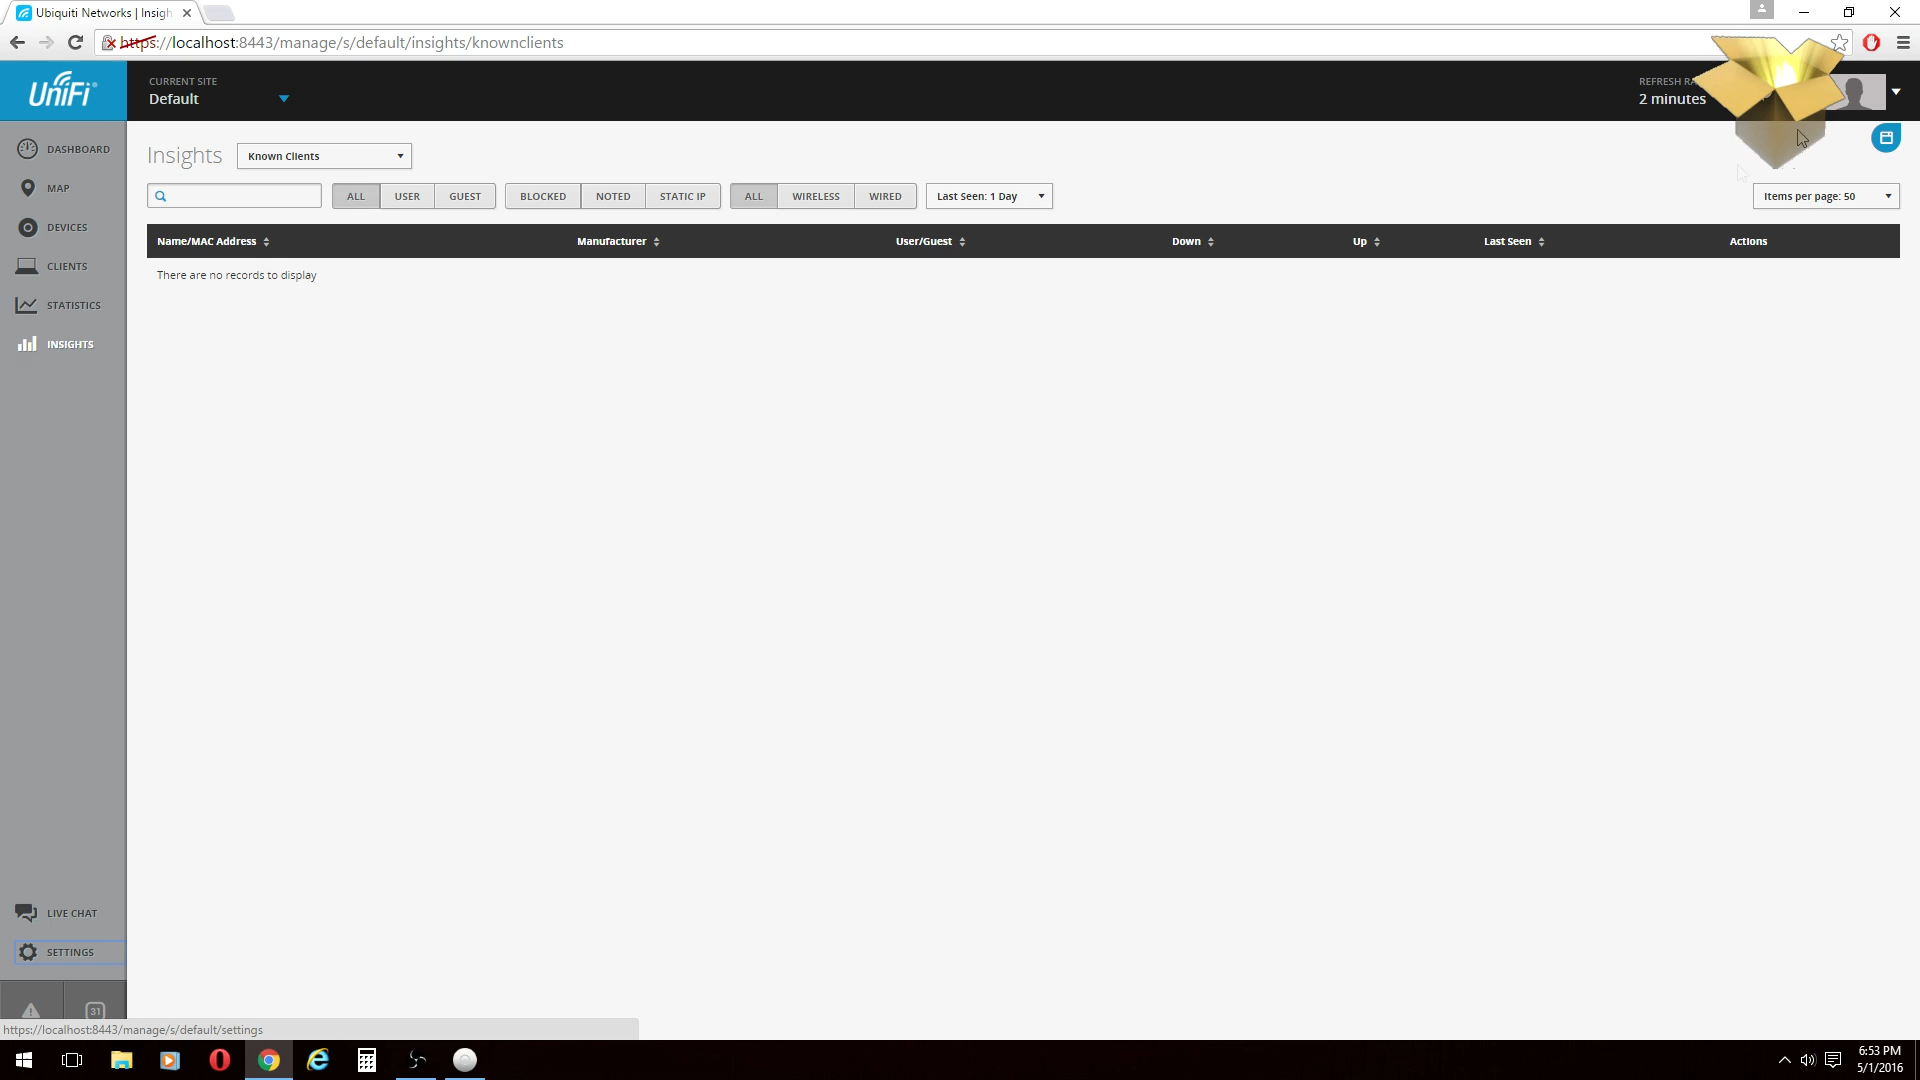 Ubiquiti Networks | Insigh
https://localhost:8443/manage/s/default/insights/knownclients
UniFi
CURRENT SITE
Default
REFRESH RA
2 minutes
DASHBOARD
MAP
DEVICES
CLIENTS
STATISTICS
INSIGHTS
LIVE CHAT
SETTINGS
Insights
Known Clients
ALL USER GUEST BLOCKED NOTED STATIC IP ALL WIRELESS WIRED Last Seen: 1 Day Items per page: 50
Name/MAC Address Manufacturer User/Guest Down Up Last Seen Actions
There are no records to display
31
https://localhost:8443/manage/s/default/settings
6:53 PM
5/1/2016